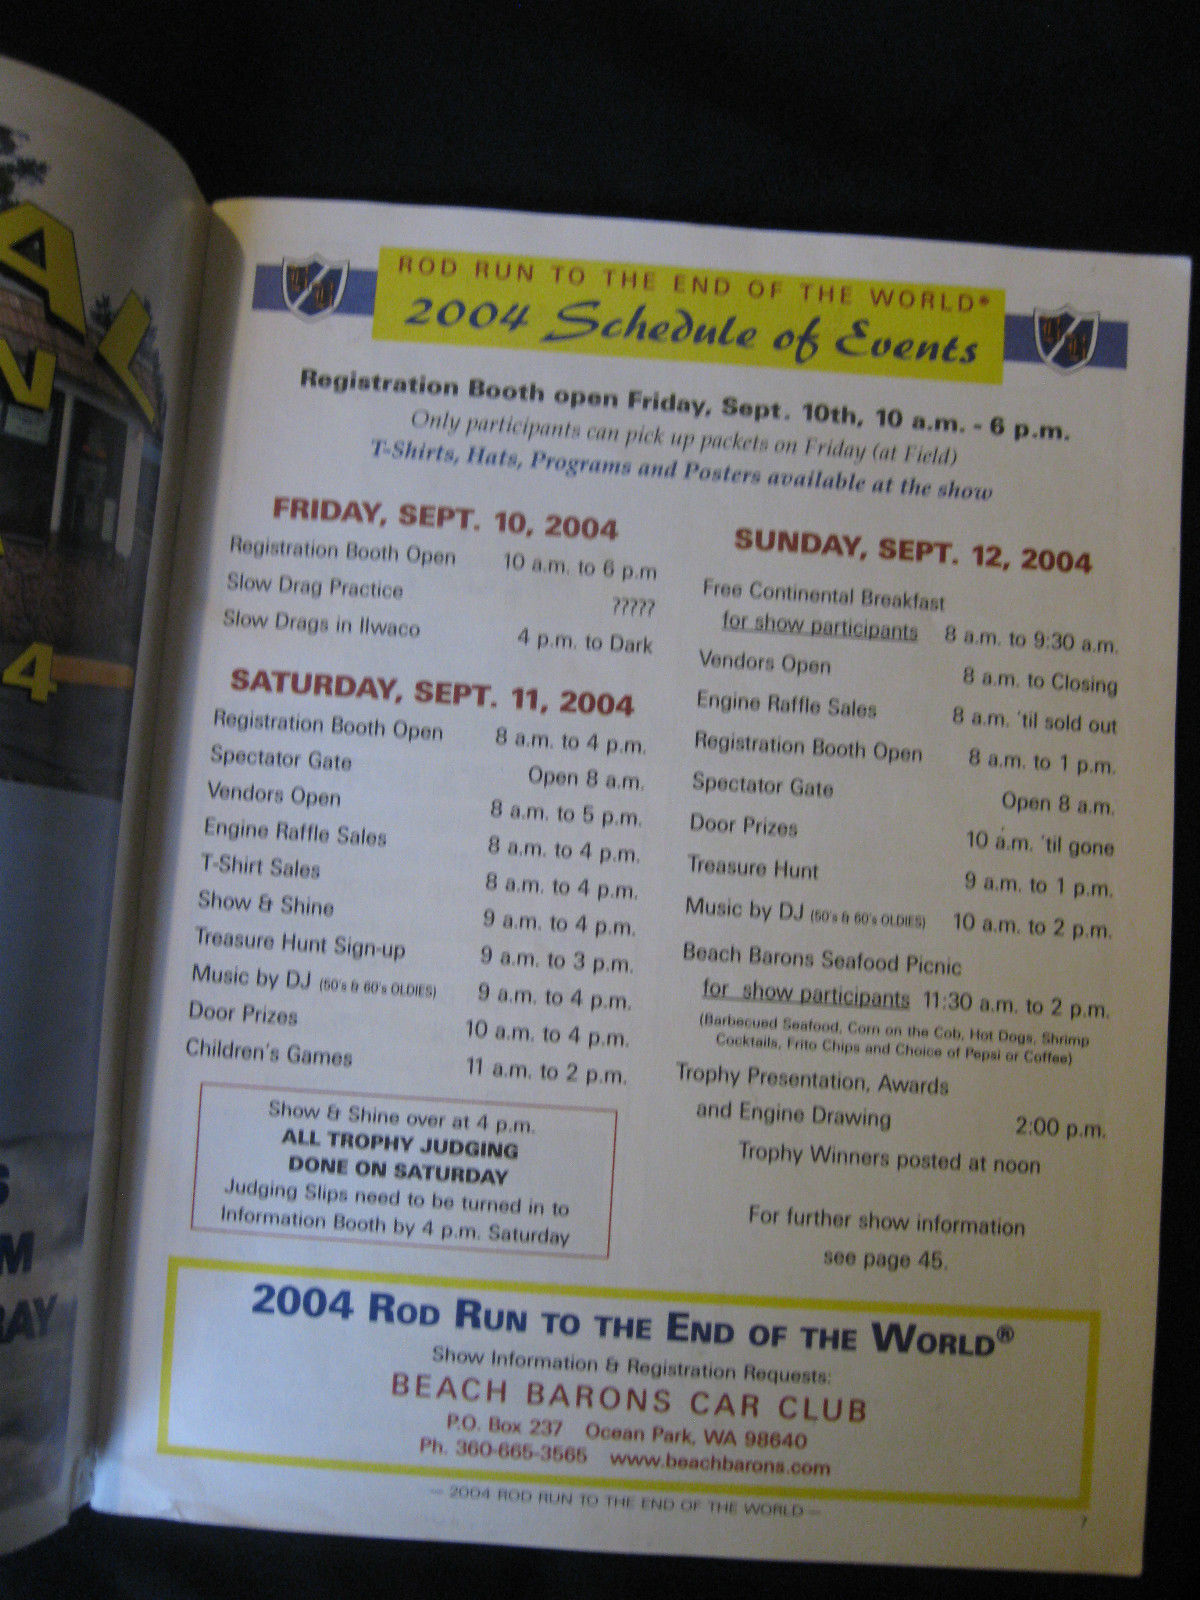 ROD RUN TO THE END OF THE WORLD®
2004 Schedule of Events
Registration Booth open Friday, Sept. 10th, 10 a.m. - 6 p.m.
Only participants can pick up packets on Friday (at Field)
T-Shirts, Hats, Programs and Posters available at the show
FRIDAY, SEPT. 10, 2004
Registration Booth Open 10 a.m. to 6 p.m
Slow Drag Practice ?????
Slow Drags in Ilwaco 4 p.m. to Dark
SATURDAY, SEPT. 11, 2004
Registration Booth Open 8 a.m. to 4 p.m.
Spectator Gate Open 8 a.m.
Vendors Open 8 a.m. to 5 p.m.
Engine Raffle Sales 8 a.m. to 4 p.m.
T-Shirt Sales 8 a.m. to 4 p.m.
Show & Shine 9 a.m. to 4 p.m.
Treasure Hunt Sign-up 9 a.m. to 3 p.m.
Music by DJ (50's & 60's OLDIES) 9 a.m. to 4 p.m.
Door Prizes 10 a.m. to 4 p.m.
Children's Games 11 a.m. to 2 p.m.
Show & Shine over at 4 p.m.
ALL TROPHY JUDGING
DONE ON SATURDAY
Judging Slips need to be turned in to
Information Booth by 4 p.m. Saturday
SUNDAY, SEPT. 12, 2004
Free Continental Breakfast
for show participants 8 a.m. to 9:30 a.m.
Vendors Open 8 a.m. to Closing
Engine Raffle Sales 8 a.m. 'til sold out
Registration Booth Open 8 a.m. to 1 p.m.
Spectator Gate Open 8 a.m.
Door Prizes 10 a.m. 'til gone
Treasure Hunt 9 a.m. to 1 p.m.
Music by DJ (50's & 60's OLDIES) 10 a.m. to 2 p.m.
Beach Barons Seafood Picnic
for show participants 11:30 a.m. to 2 p.m.
(Barbecued Seafood, Corn on the Cob, Hot Dogs, Shrimp
Cocktails, Frito Chips and Choice of Pepsi or Coffee)
Trophy Presentation, Awards
and Engine Drawing 2:00 p.m.
Trophy Winners posted at noon
For further show information
see page 45.
2004 ROD RUN TO THE END OF THE WORLD®
Show Information & Registration Requests:
BEACH BARONS CAR CLUB
P.O. Box 237 Ocean Park, WA 98640
Ph. 360-665-3565 www.beachbarons.com
— 2004 ROD RUN TO THE END OF THE WORLD —
7